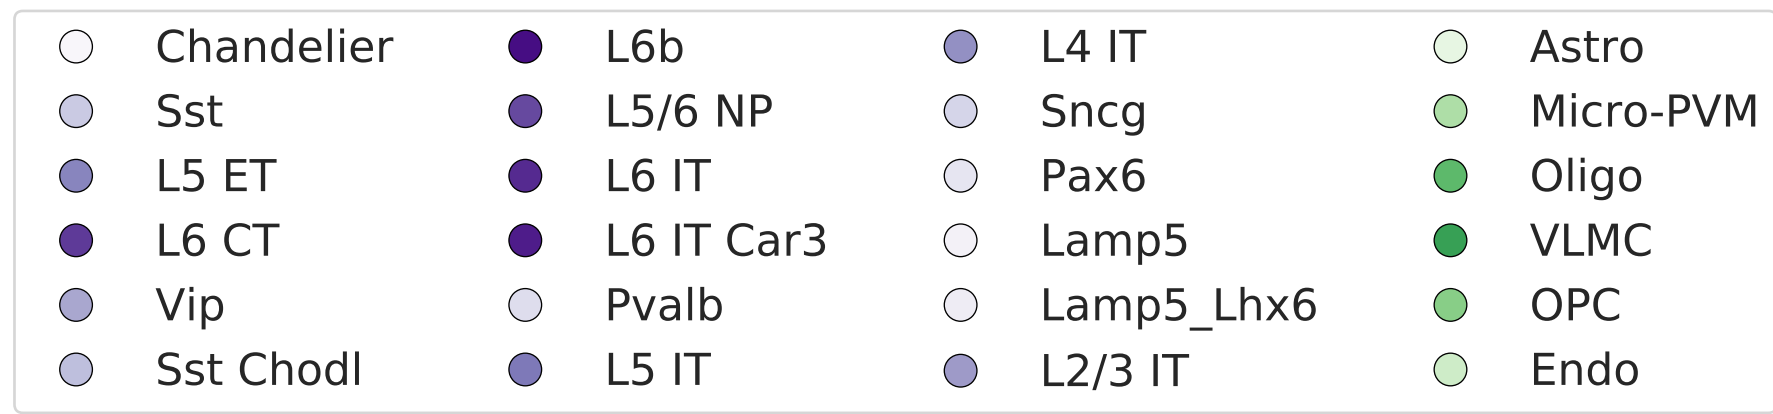 Chandelier
Sst
L5 ET
L6 CT
Vip
Sst Chodl
L6b
L5/6 NP
L6 IT
L6 IT Car3
Pvalb
L5 IT
L4 IT
Sncg
Pax6
Lamp5
Lamp5_Lhx6
L2/3 IT
Astro
Micro-PVM
Oligo
VLMC
OPC
Endo